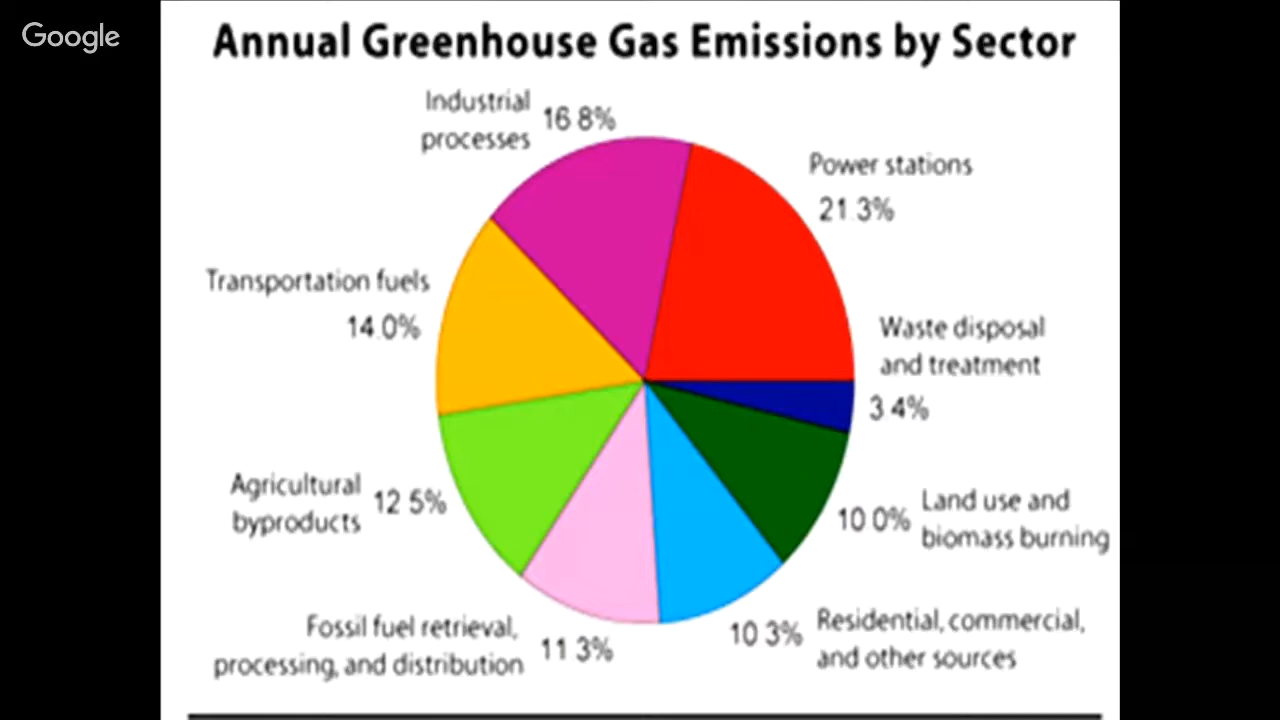 Google
Annual Greenhouse Gas Emissions by Sector
Industrial
processes
16 8%
Power stations
21 3%
Transportation fuels
14.0%
Waste disposal
and treatment
3 4%
Agricultural
byproducts
12 5%
Land use and
biomass burning
10 0%
Fossil fuel retrieval,
processing, and distribution
11 3%
Residential, commercial,
and other sources
10 3%